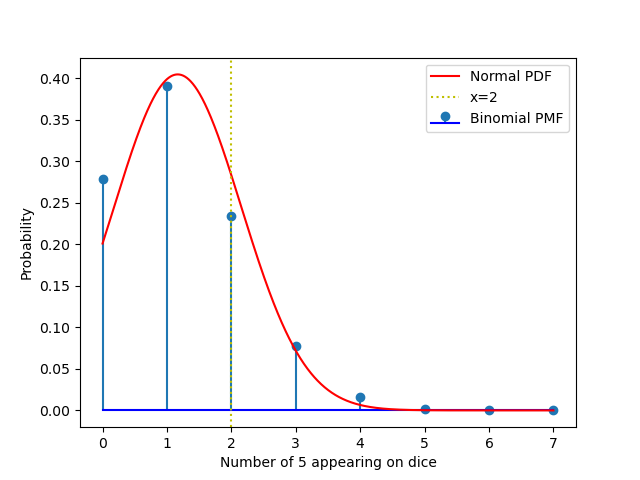 Normal PDF
x=2
Binomial PMF
0.40
0.35
0.30
0.25
0.20
0.15
0.10
0.05
0.00
Probability
0 1 2 3 4 5 6 7
Number of 5 appearing on dice